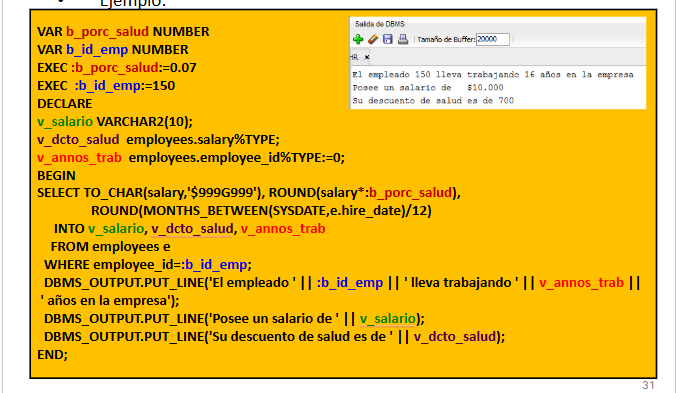 • Ejemplo:
VAR b_porc_salud NUMBER
VAR b_id_emp NUMBER
EXEC :b_porc_salud:=0.07
EXEC :b_id_emp:=150
DECLARE
v_salario VARCHAR2(10);
v_dcto_salud employees.salary%TYPE;
v_annos_trab employees.employee_id%TYPE:=0;
BEGIN
SELECT TO_CHAR(salary,'$999G999'), ROUND(salary*:b_porc_salud),
ROUND(MONTHS_BETWEEN(SYSDATE,e.hire_date)/12)
INTO v_salario, v_dcto_salud, v_annos_trab
FROM employees e
WHERE employee_id=:b_id_emp;
DBMS_OUTPUT.PUT_LINE('El empleado ' || :b_id_emp || ' lleva trabajando ' || v_annos_trab ||
' años en la empresa');
DBMS_OUTPUT.PUT_LINE('Posee un salario de ' || v_salario);
DBMS_OUTPUT.PUT_LINE('Su descuento de salud es de ' || v_dcto_salud);
END;
Salida de DBMS
Tamaño de Buffer: 20000
HR
El empleado 150 lleva trabajando 16 años en la empresa
Posee un salario de $10.000
Su descuento de salud es de 700
31